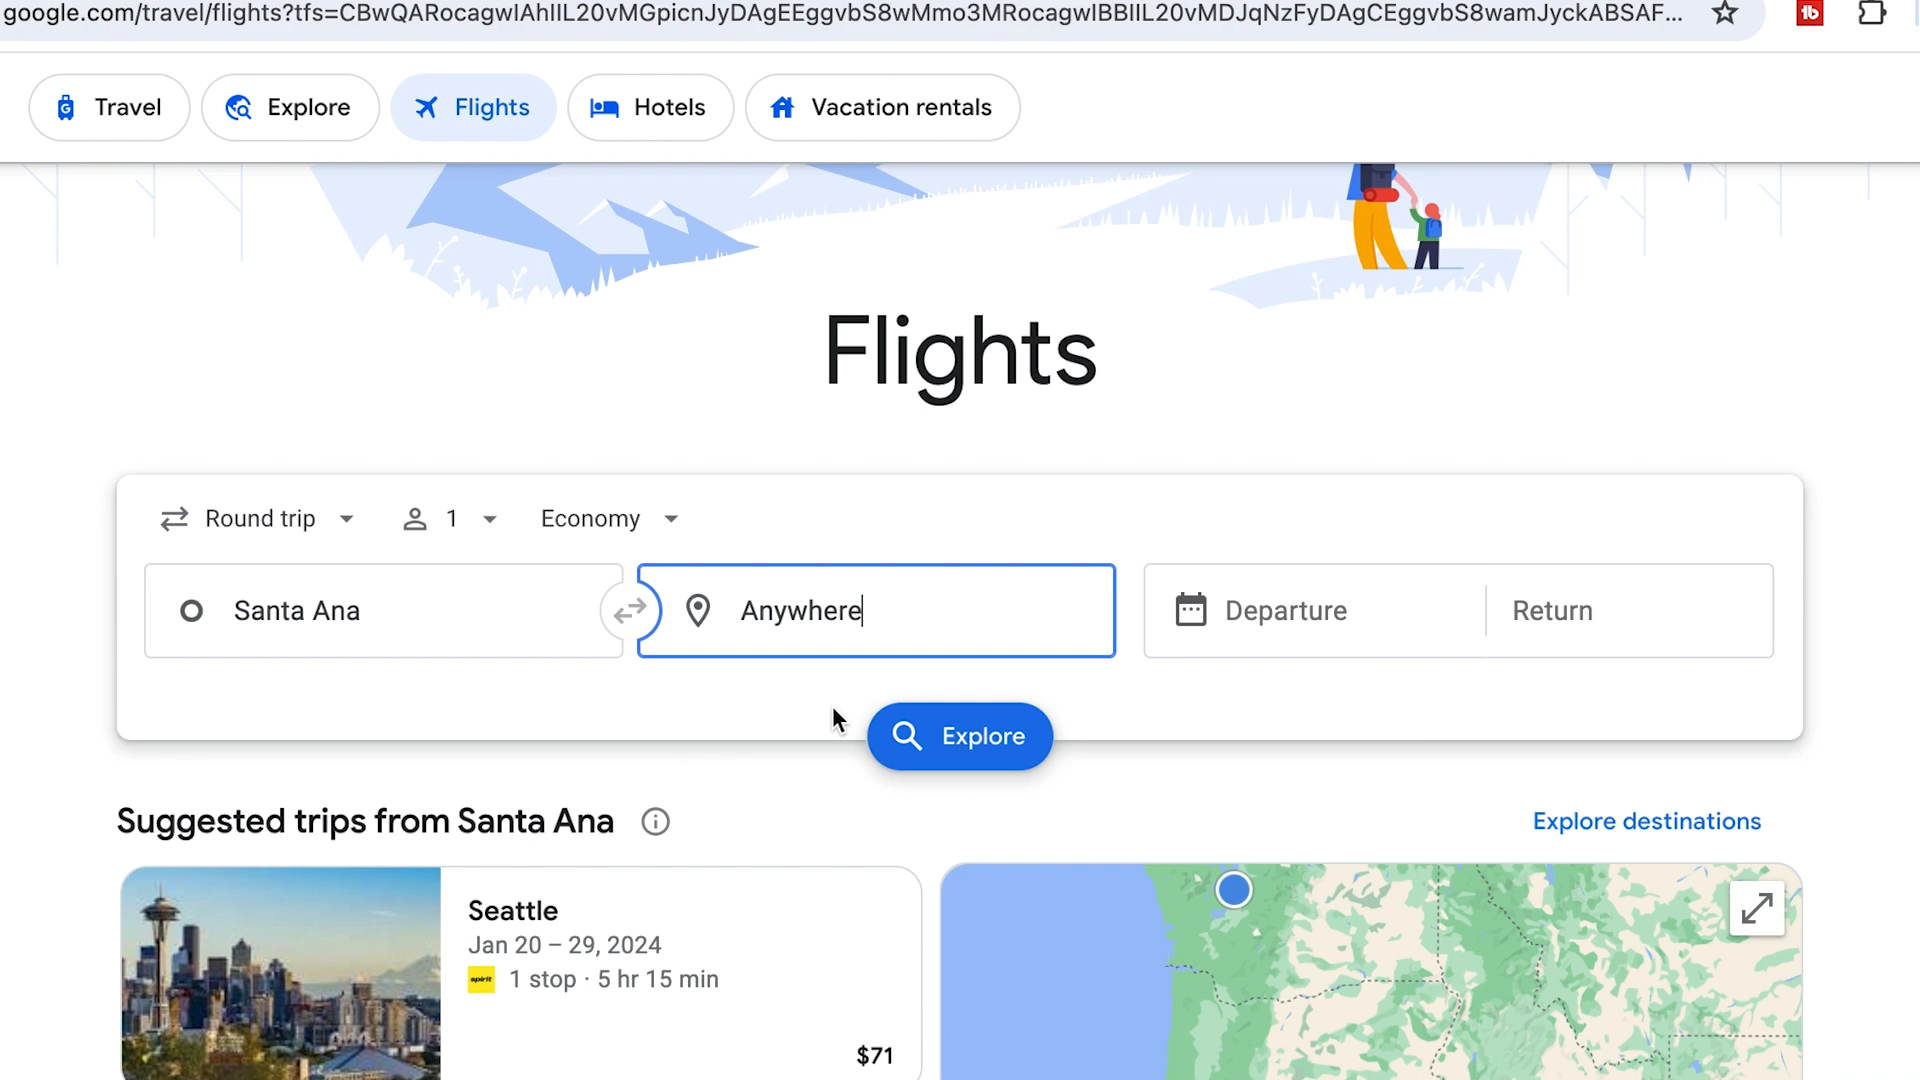 google.com/travel/flights?tfs=CBwQARocagwIAhIIL20vMGpicnJyDAgEEggvbS8wMmo3MRocagwIBBIIL20vMDJqNzFyDAgCEggvbS8wamJyckABSAF...
Travel
Explore
Flights
Hotels
Vacation rentals
Flights
Round trip
1
Economy
Santa Ana
Anywhere
Departure
Return
Explore
Suggested trips from Santa Ana
Explore destinations
Seattle
Jan 20 – 29, 2024
spirit
1 stop · 5 hr 15 min
$71